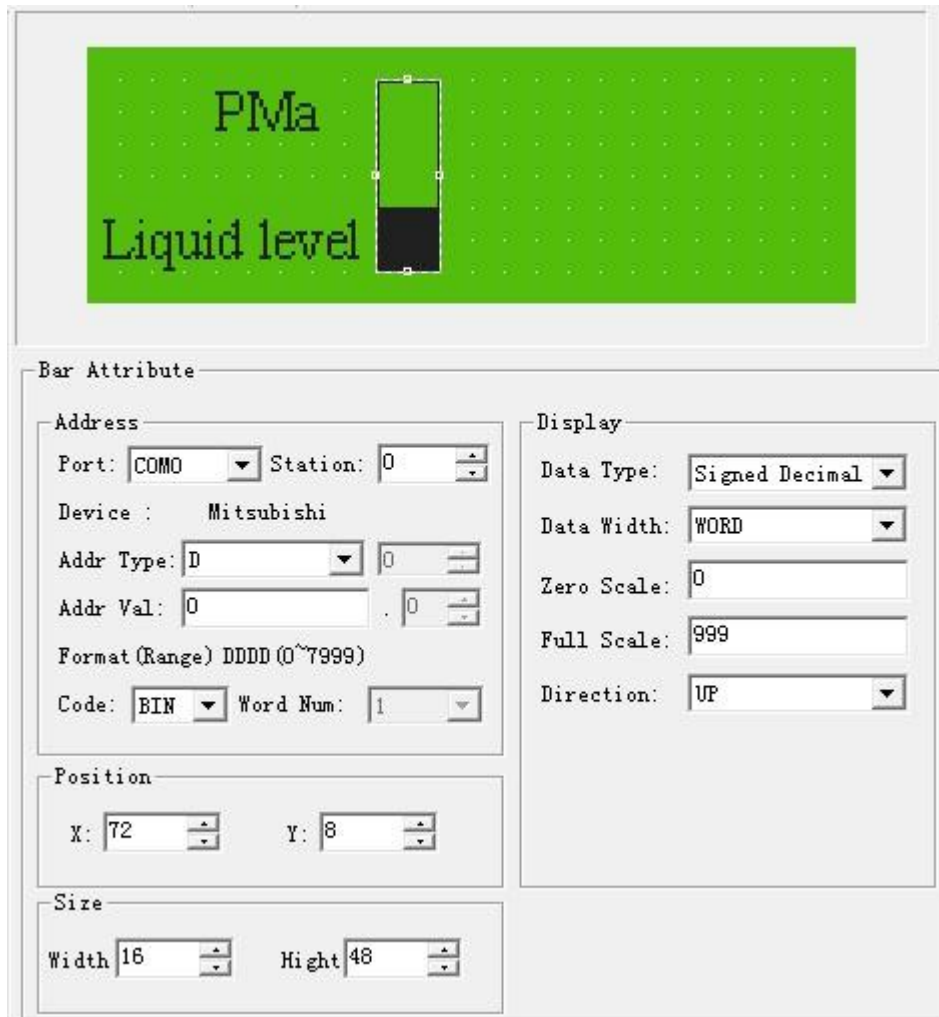 PMa
Liquid level
Bar Attribute
Address
Port: COM0 Station: 0
Device : Mitsubishi
Addr Type: D 0
Addr Val: 0 . 0
Format(Range) DDDD(0~7999)
Code: BIN Word Num: 1
Display
Data Type: Signed Decimal
Data Width: WORD
Zero Scale: 0
Full Scale: 999
Direction: UP
Position
X: 72 Y: 8
Size
Width 16 Hight 48